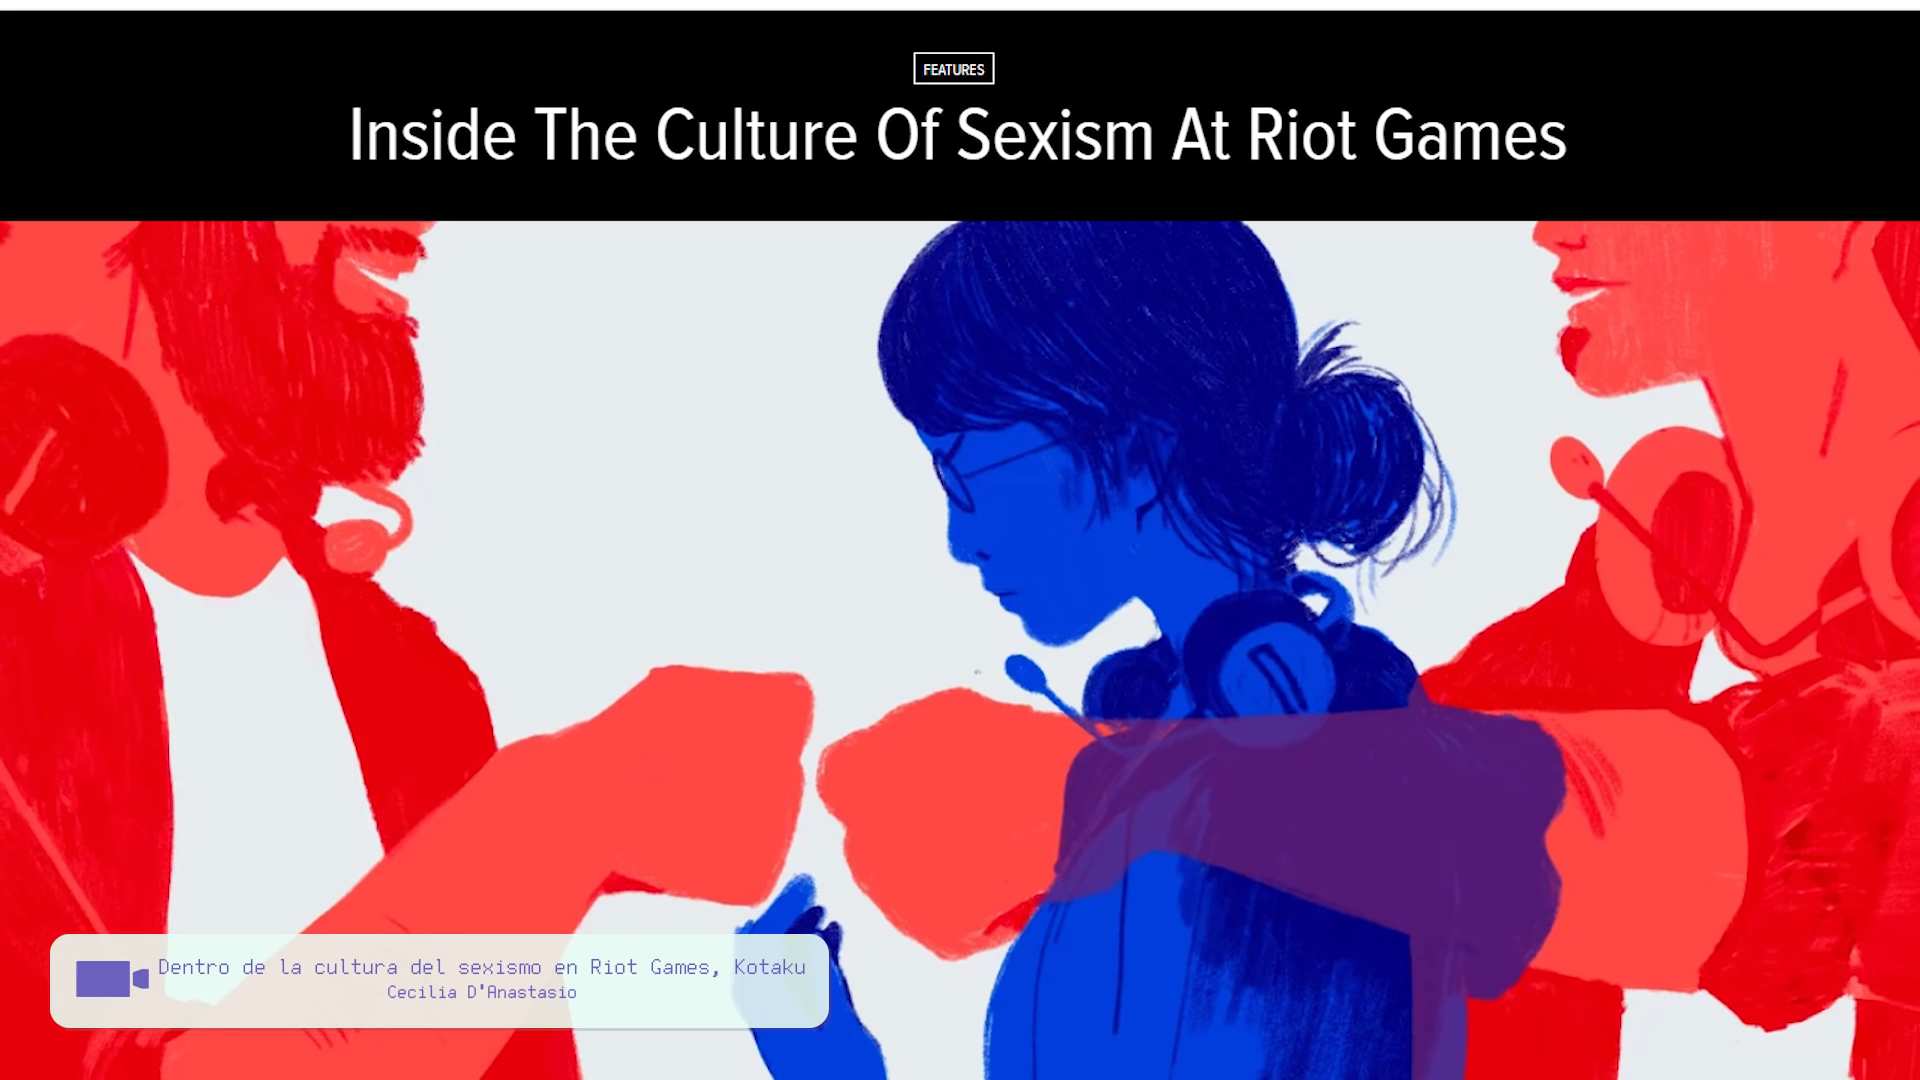 FEATURES
Inside The Culture Of Sexism At Riot Games
Dentro de la cultura del sexismo en Riot Games, Kotaku
Cecilia D'Anastasio